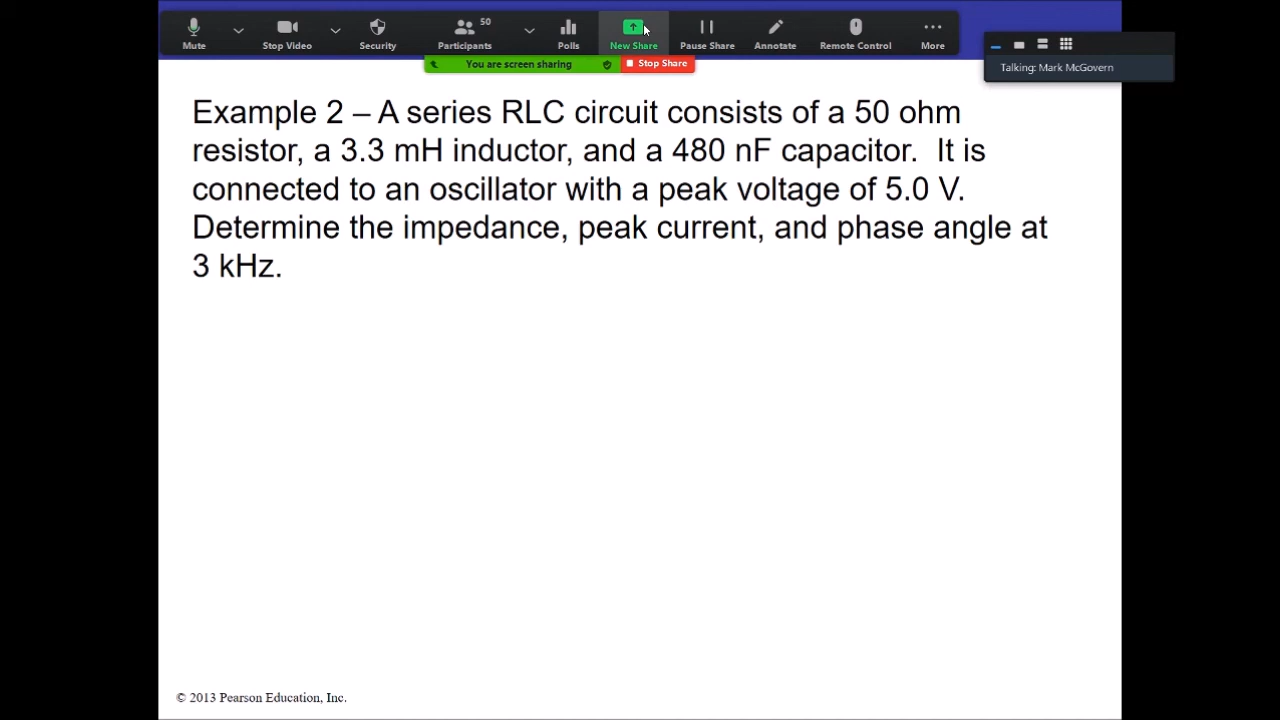 50
Mute
Stop Video
Security
Participants
Polls
New Share
Pause Share
Annotate
Remote Control
More
You are screen sharing
Stop Share
Talking: Mark McGovern
Example 2 – A series RLC circuit consists of a 50 ohm
resistor, a 3.3 mH inductor, and a 480 nF capacitor.  It is
connected to an oscillator with a peak voltage of 5.0 V.
Determine the impedance, peak current, and phase angle at
3 kHz.
© 2013 Pearson Education, Inc.